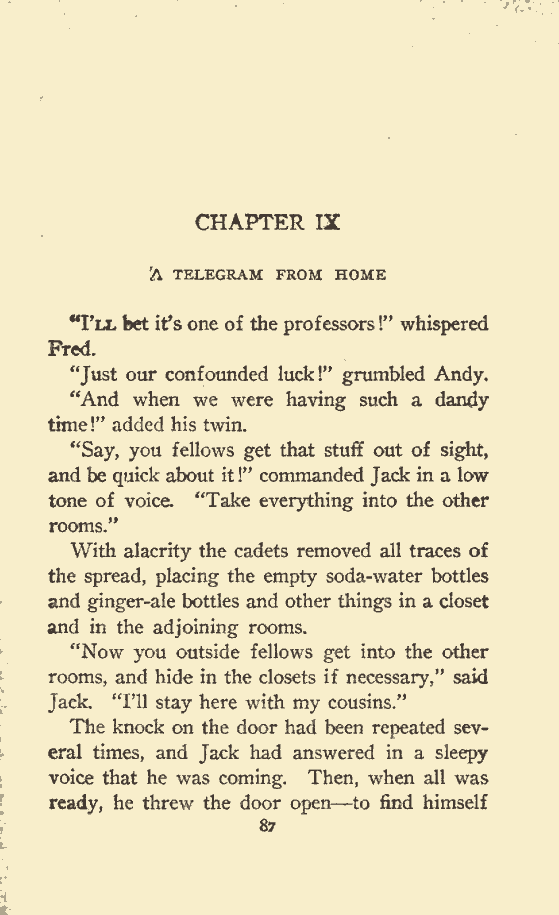 CHAPTER IX
A TELEGRAM FROM HOME
“I’LL bet it’s one of the professors!” whispered
Fred.
“Just our confounded luck!” grumbled Andy.
“And when we were having such a dandy
time!” added his twin.
“Say, you fellows get that stuff out of sight,
and be quick about it!” commanded Jack in a low
tone of voice. “Take everything into the other
rooms.”
With alacrity the cadets removed all traces of
the spread, placing the empty soda-water bottles
and ginger-ale bottles and other things in a closet
and in the adjoining rooms.
“Now you outside fellows get into the other
rooms, and hide in the closets if necessary,” said
Jack. “I’ll stay here with my cousins.”
The knock on the door had been repeated sev-
eral times, and Jack had answered in a sleepy
voice that he was coming. Then, when all was
ready, he threw the door open—to find himself
87